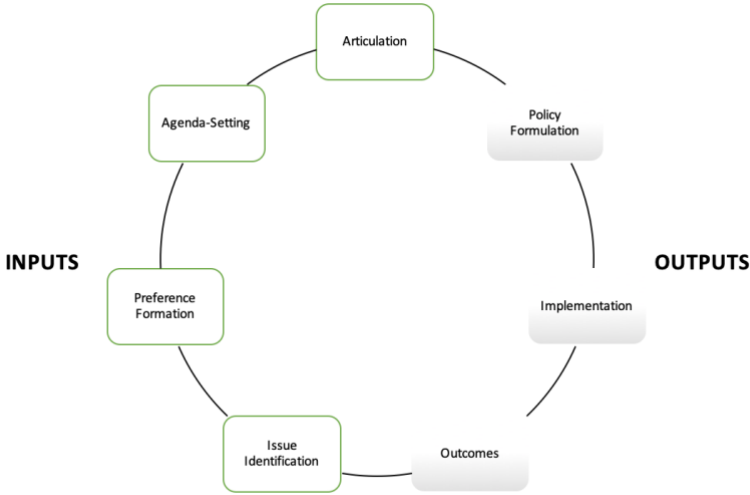 Articulation
Agenda-Setting
Policy
Formulation
INPUTS
OUTPUTS
Preference
Formation
Implementation
Issue
Identification
Outcomes